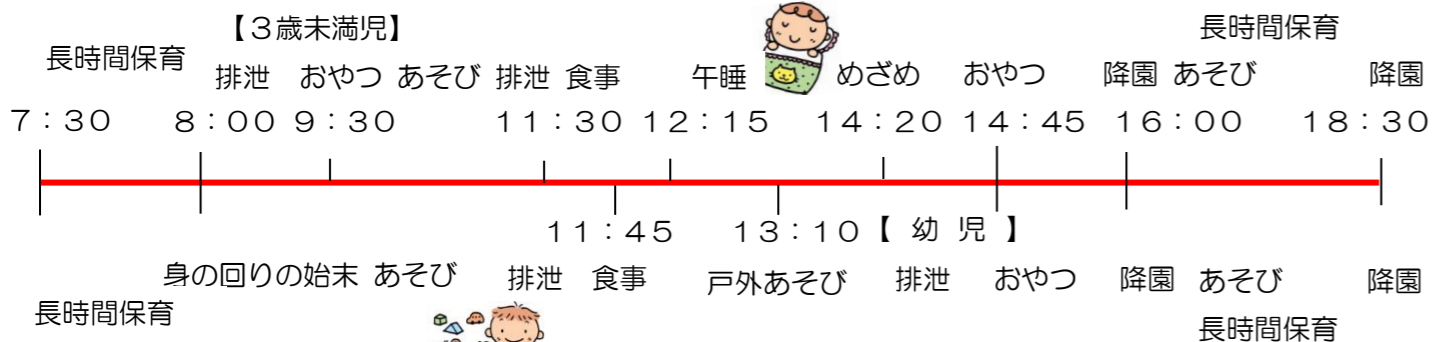 【３歳未満児】
長時間保育
長時間保育
排泄 おやつ あそび 排泄 食事 午睡 めざめ おやつ 降園 あそび 降園
７：３０ ８：００ ９：３０ １１：３０ １２：１５ １４：２０ １４：４５ １６：００ １８：３０
１１：４５ １３：１０ 【 幼 児 】
身の回りの始末 あそび 排泄 食事 戸外あそび 排泄 おやつ 降園 あそび 降園
長時間保育
長時間保育